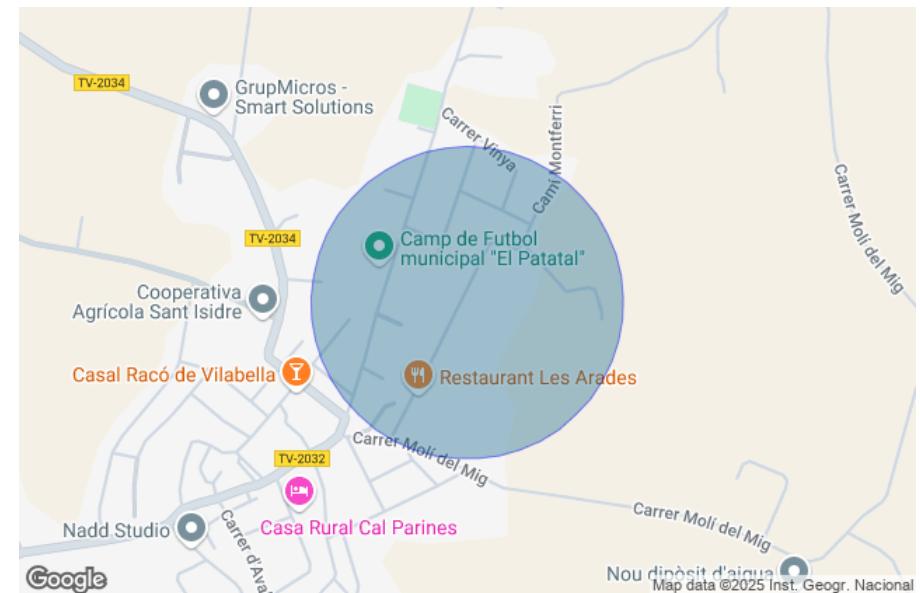 TV-2034
GrupMicros -
Smart Solutions
Carrer Vinya
Camí Montferri
Carrer Molí del Mig
TV-2034
Camp de Futbol
municipal "El Patatal"
Cooperativa
Agrícola Sant Isidre
Casal Racó de Vilabella
Restaurant Les Arades
Carrer Molí del Mig
TV-2032
Casa Rural Cal Parines
Nadd Studio
Carrer d'Aval
Carrer Molí del Mig
Nou dipòsit d'aigua
Google
Map data ©2025 Inst. Geogr. Nacional